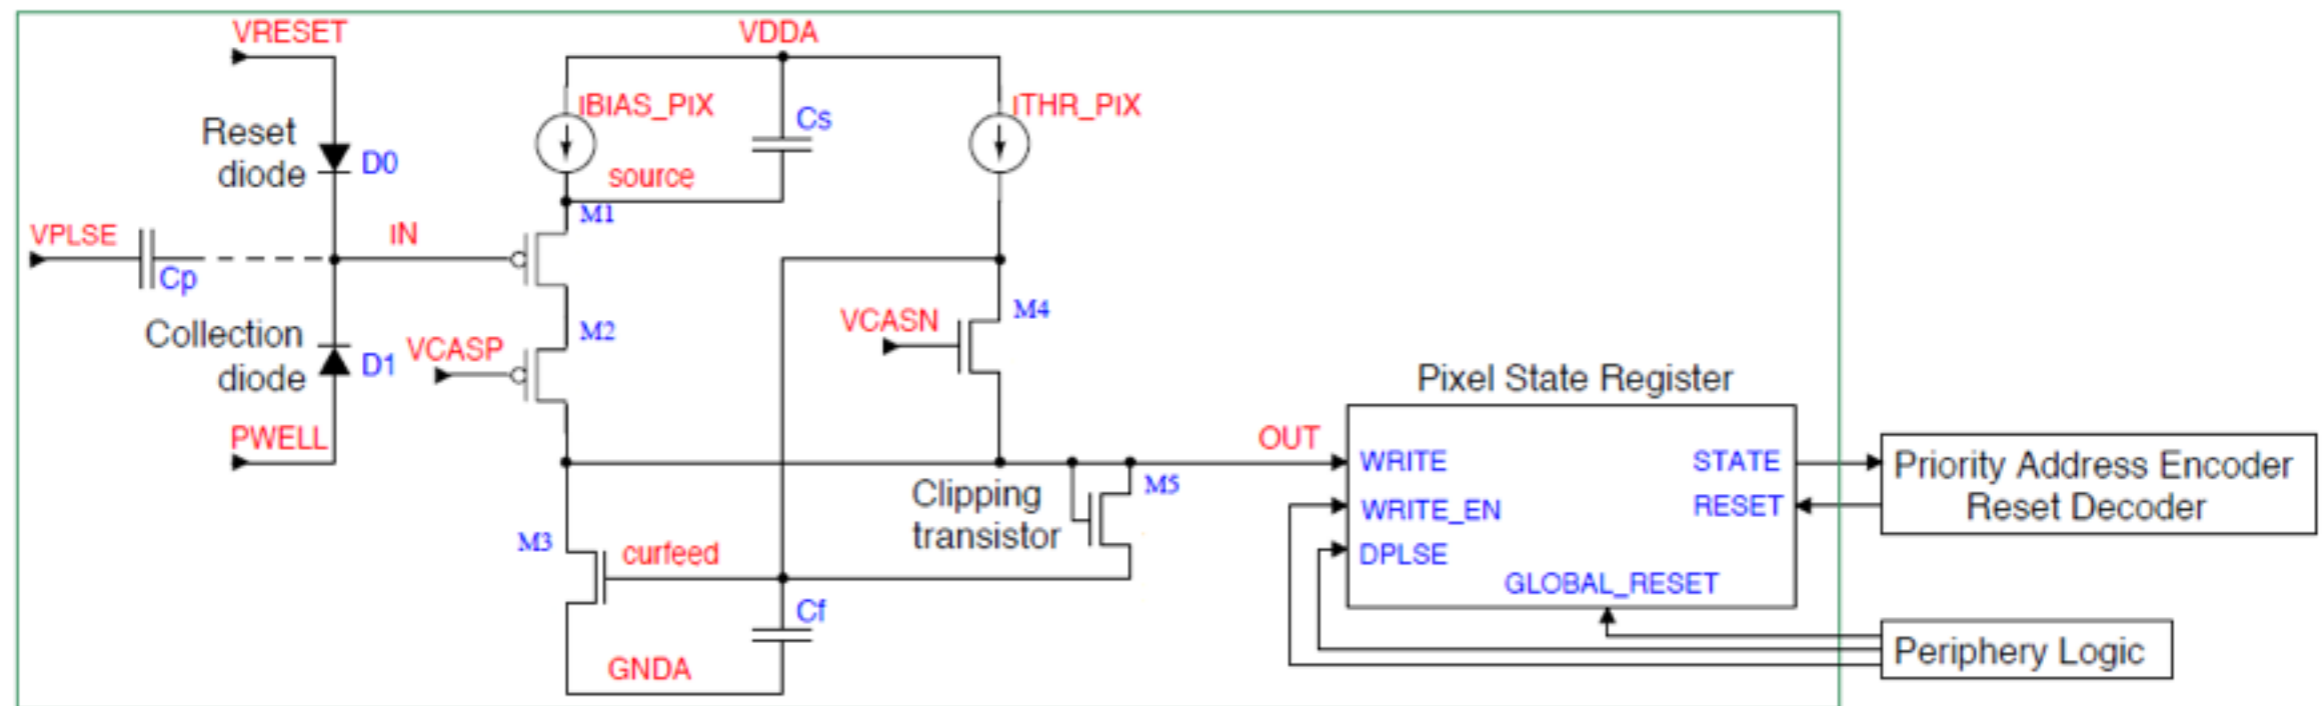 VRESET
VDDA
IBIAS_PIX
Cs
ITHR_PIX
Reset
diode
D0
source
M1
VPLSE
IN
Cp
M4
Collection
diode
D1
VCASP
M2
VCASN
Pixel State Register
PWELL
OUT
WRITE
STATE
Priority Address Encoder
Reset Decoder
Clipping
transistor
M5
WRITE_EN
RESET
M3
curfeed
DPLSE
GLOBAL_RESET
Cf
GNDA
Periphery Logic